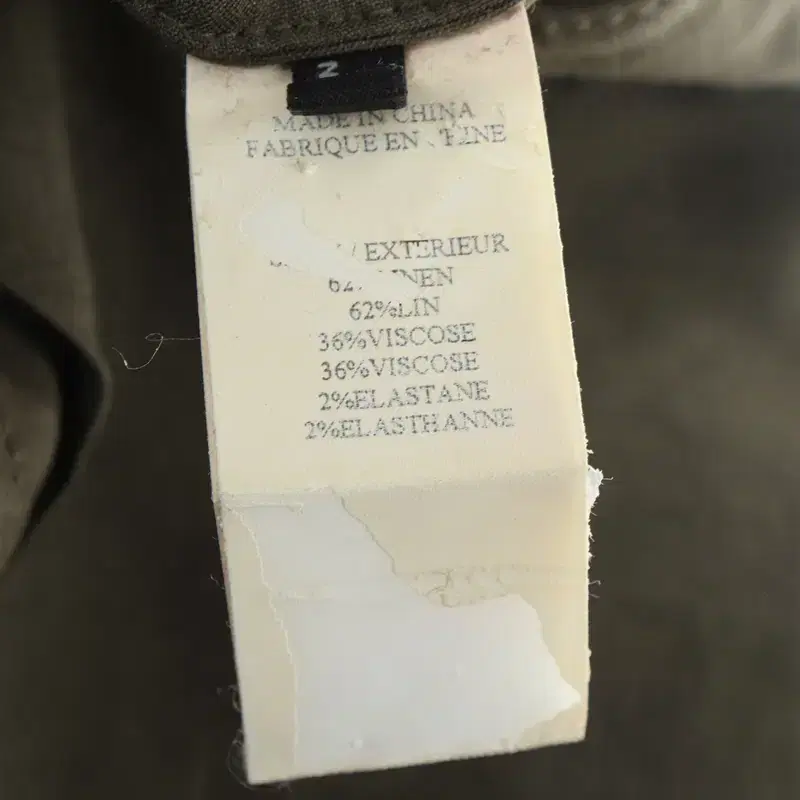 MADE IN CHINA
FABRIQUE EN
/ EXTERIEUR
62%LIN
36%VISCOSE
36%VISCOSE
2%ELASTANE
2%ELASTHANNE